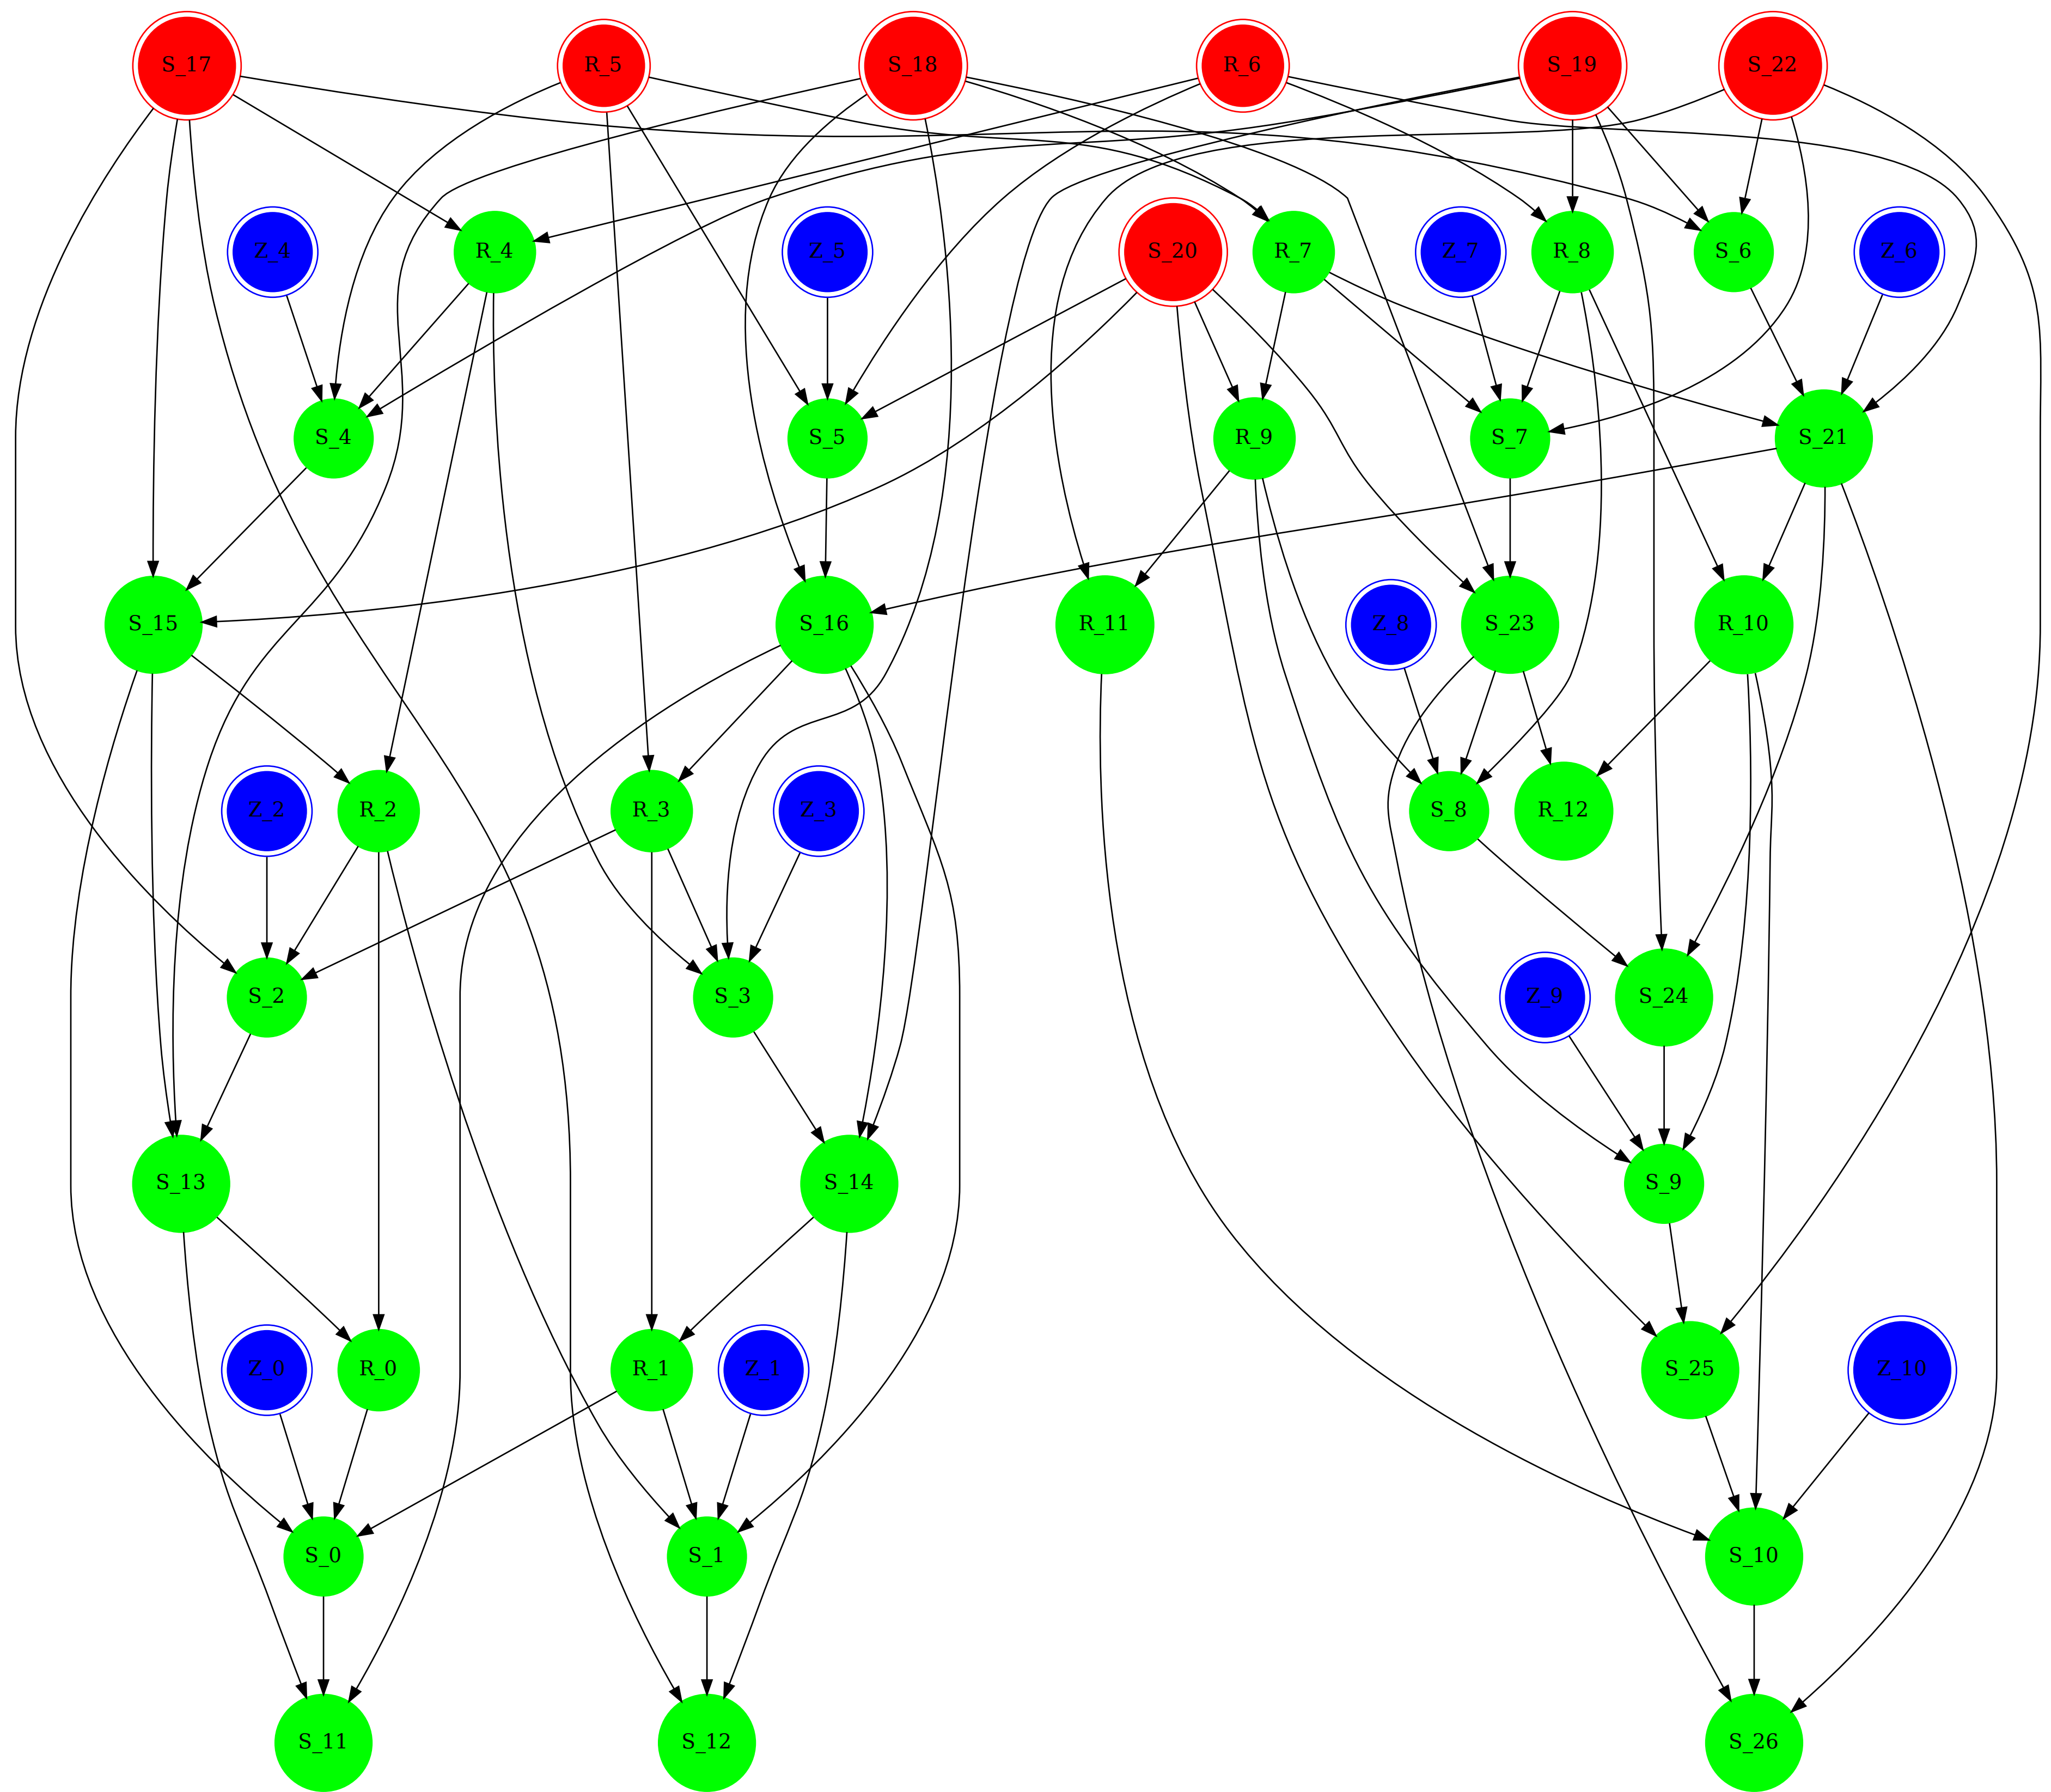 S_17 R_5 S_18 R_6 S_19 S_22
Z_4 R_4 Z_5 S_20 R_7 Z_7 R_8 S_6 Z_6
S_4 S_5 R_9 S_7 S_21
S_15 S_16 R_11 Z_8 S_23 R_10
Z_2 R_2 R_3 Z_3 S_8 R_12
S_2 S_3 Z_9 S_24
S_13 S_14 S_9
Z_0 R_0 R_1 Z_1 S_25 Z_10
S_0 S_1 S_10
S_11 S_12 S_26